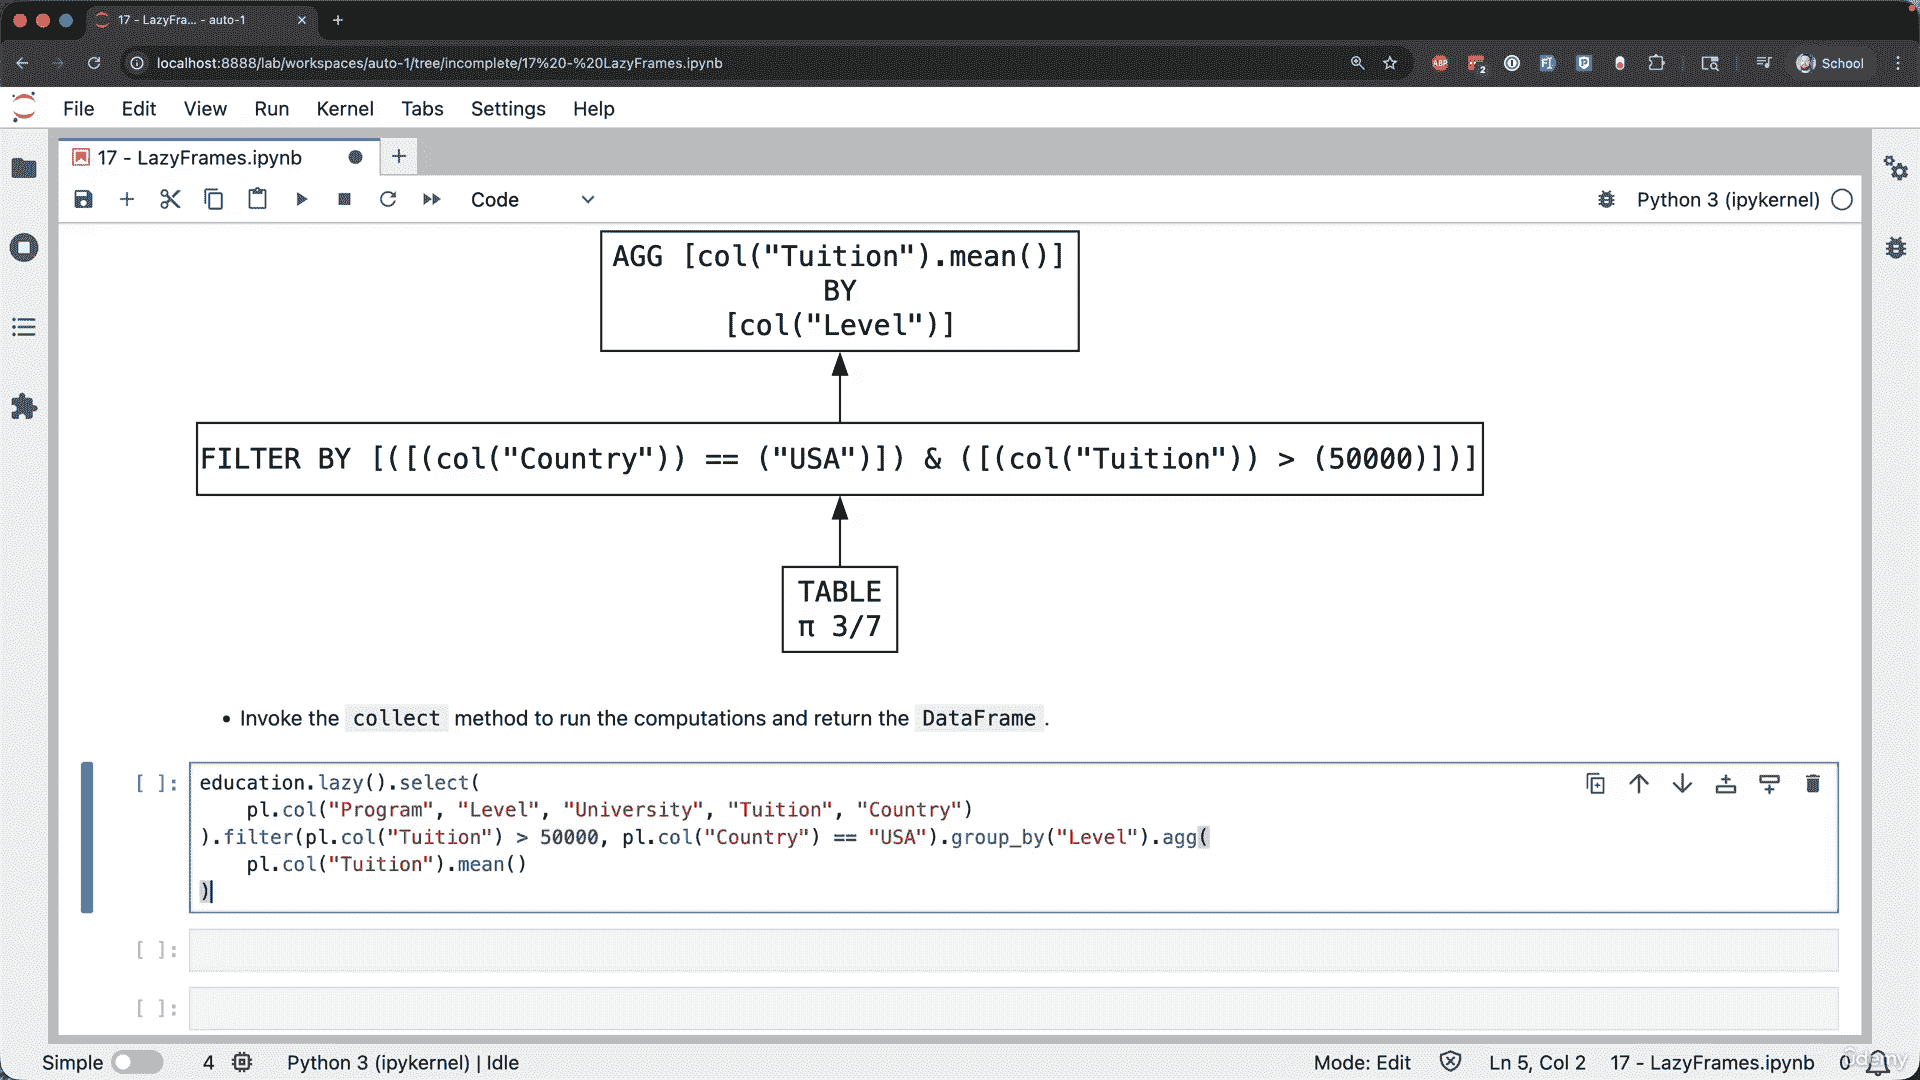 17 - LazyFra... - auto-1
localhost:8888/lab/workspaces/auto-1/tree/incomplete/17%20-%20LazyFrames.ipynb
ABP
2
School
File Edit View Run Kernel Tabs Settings Help
17 - LazyFrames.ipynb
Code
Python 3 (ipykernel)
AGG [col("Tuition").mean()]
BY
[col("Level")]
FILTER BY [([(col("Country")) == ("USA")]) & ([(col("Tuition")) > (50000)])]
TABLE
π 3/7
• Invoke the collect method to run the computations and return the DataFrame.
[ ]:
education.lazy().select(
    pl.col("Program", "Level", "University", "Tuition", "Country")
).filter(pl.col("Tuition") > 50000, pl.col("Country") == "USA").group_by("Level").agg(
    pl.col("Tuition").mean()
)
[ ]:
[ ]:
Simple 4 Python 3 (ipykernel) | Idle Mode: Edit Ln 5, Col 2 17 - LazyFrames.ipynb 0
Udemy